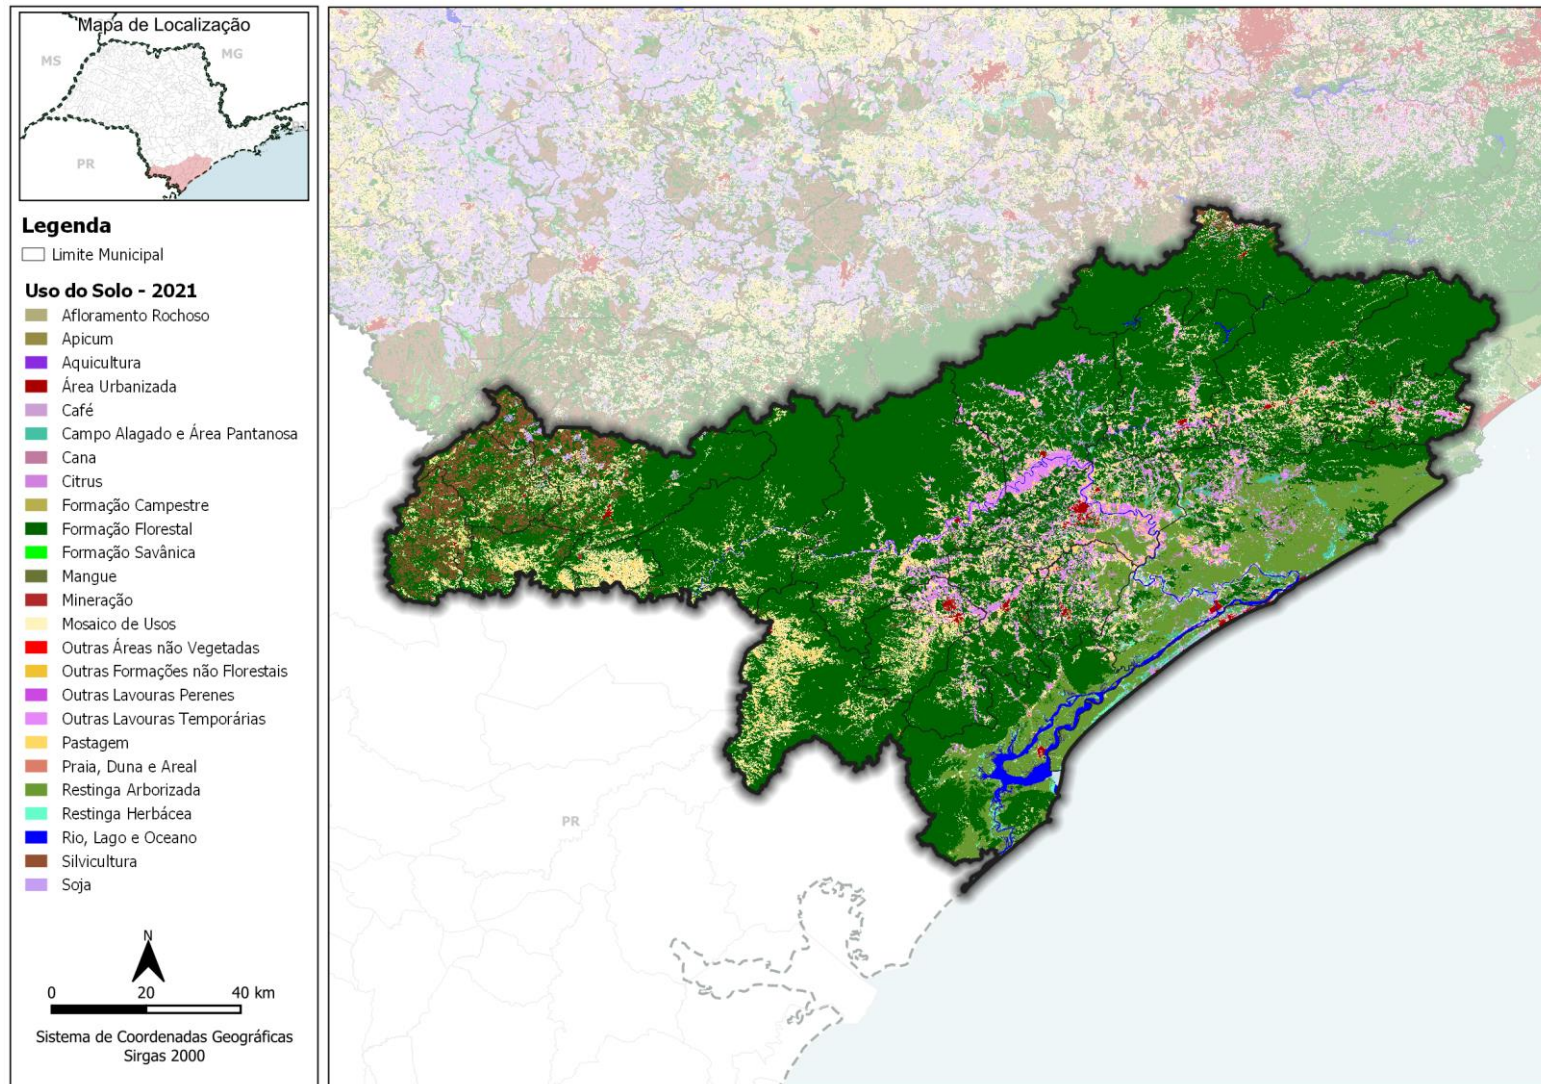 Mapa de Localização
MS
MG
PR
Legenda
Limite Municipal
Uso do Solo - 2021
Afloramento Rochoso
Apicum
Aquicultura
Área Urbanizada
Café
Campo Alagado e Área Pantanosa
Cana
Citrus
Formação Campestre
Formação Florestal
Formação Savânica
Mangue
Mineração
Mosaico de Usos
Outras Áreas não Vegetadas
Outras Formações não Florestais
Outras Lavouras Perenes
Outras Lavouras Temporárias
Pastagem
Praia, Duna e Areal
Restinga Arborizada
Restinga Herbácea
Rio, Lago e Oceano
Silvicultura
Soja
N
0 20 40 km
Sistema de Coordenadas Geográficas
Sirgas 2000
PR